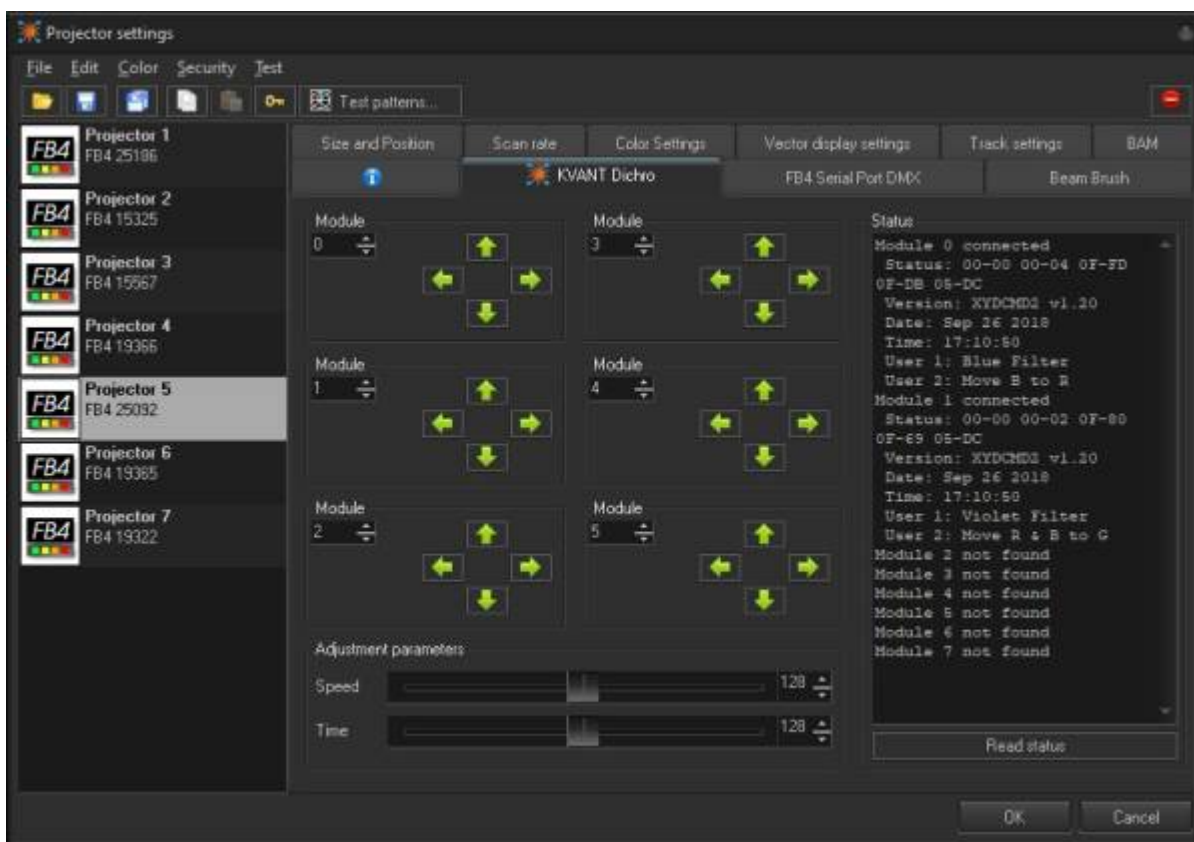 Projector settings
File Edit Color Security Test
Test patterns...
FB4 Projector 1
FB4 25186
FB4 Projector 2
FB4 15325
FB4 Projector 3
FB4 15567
FB4 Projector 4
FB4 19366
FB4 Projector 5
FB4 25092
FB4 Projector 6
FB4 19365
FB4 Projector 7
FB4 19322
Size and Position Scan rate Color Settings Vector display settings Track settings BAM
KVANT Dichro FB4 Serial Port DMX Beam Brush
Module
0
Module
3
Module
1
Module
4
Module
2
Module
5
Adjustment parameters
Speed 128
Time 128
Status
Module 0 connected
Status: 00-00 00-04 0F-FD
0F-DB 05-DC
Version: XYDCMD2 v1.20
Date: Sep 26 2018
Time: 17:10:50
User 1: Blue Filter
User 2: Move B to R
Module 1 connected
Status: 00-00 00-02 0F-80
0F-69 05-DC
Version: XYDCMD2 v1.20
Date: Sep 26 2018
Time: 17:10:50
User 1: Violet Filter
User 2: Move R & B to G
Module 2 not found
Module 3 not found
Module 4 not found
Module 5 not found
Module 6 not found
Module 7 not found
Read status
OK Cancel